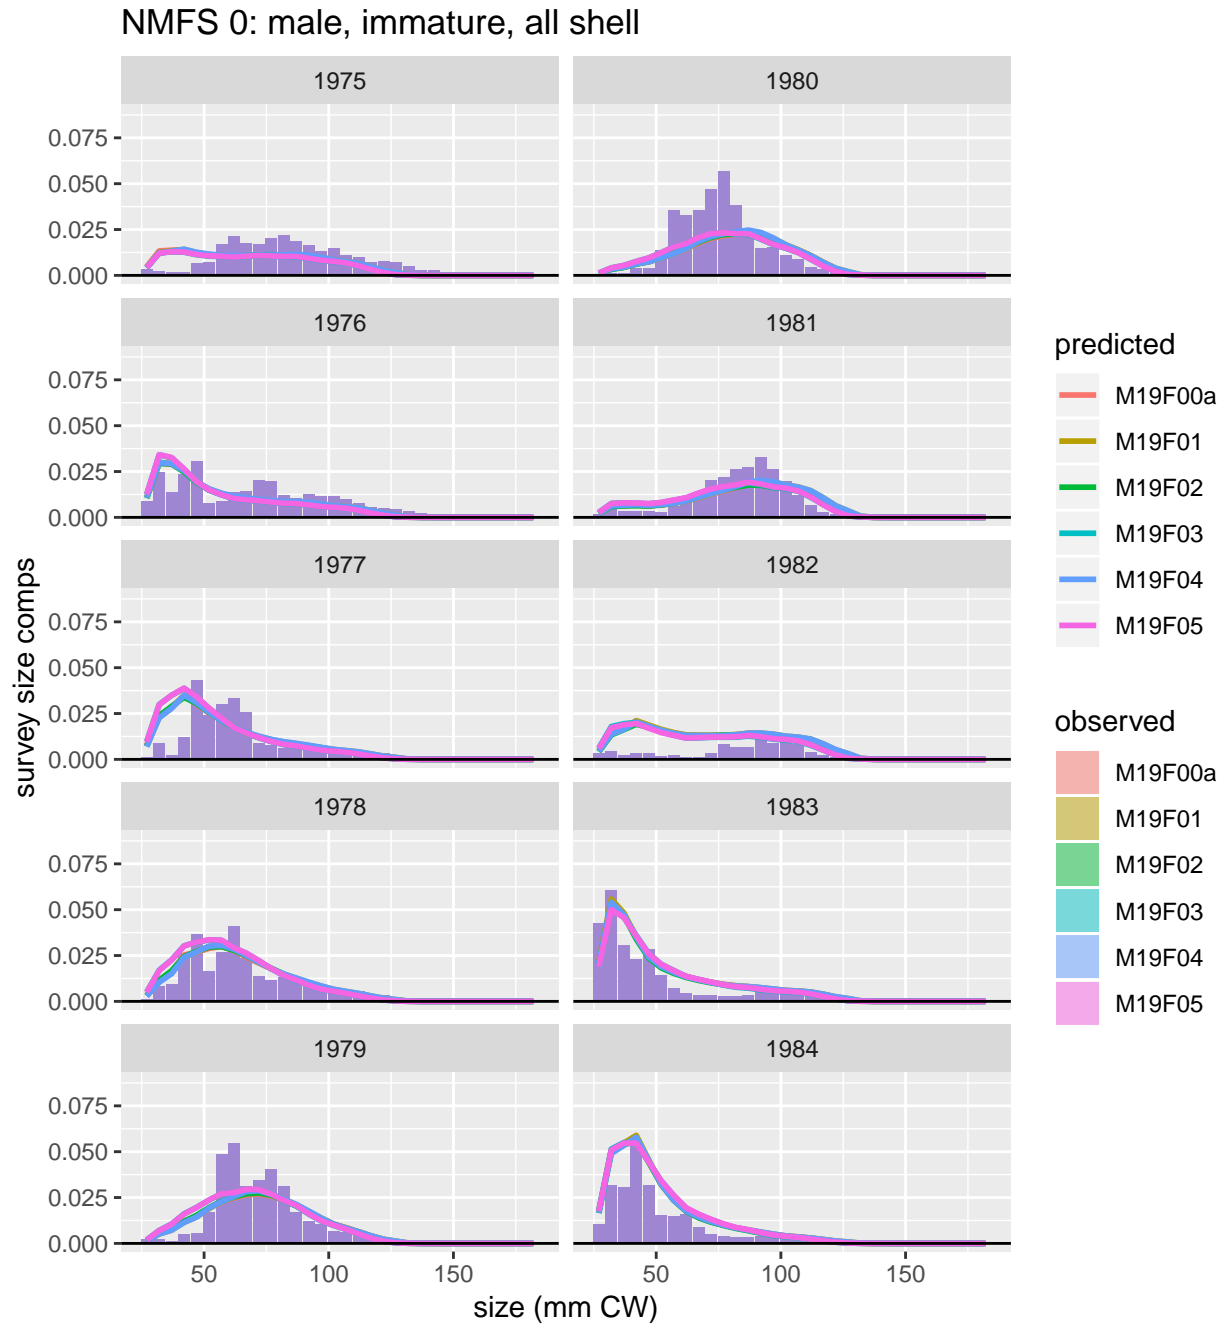 NMFS 0: male, immature, all shell
1975
1980
0.075
0.050
0.025
0.000
1976
1981
0.075
0.050
0.025
0.000
1977
1982
0.075
0.050
0.025
0.000
1978
1983
0.075
0.050
0.025
0.000
1979
1984
0.075
0.050
0.025
0.000
50
100
150
50
100
150
size (mm CW)
survey size comps
predicted
M19F00a
M19F01
M19F02
M19F03
M19F04
M19F05
observed
M19F00a
M19F01
M19F02
M19F03
M19F04
M19F05